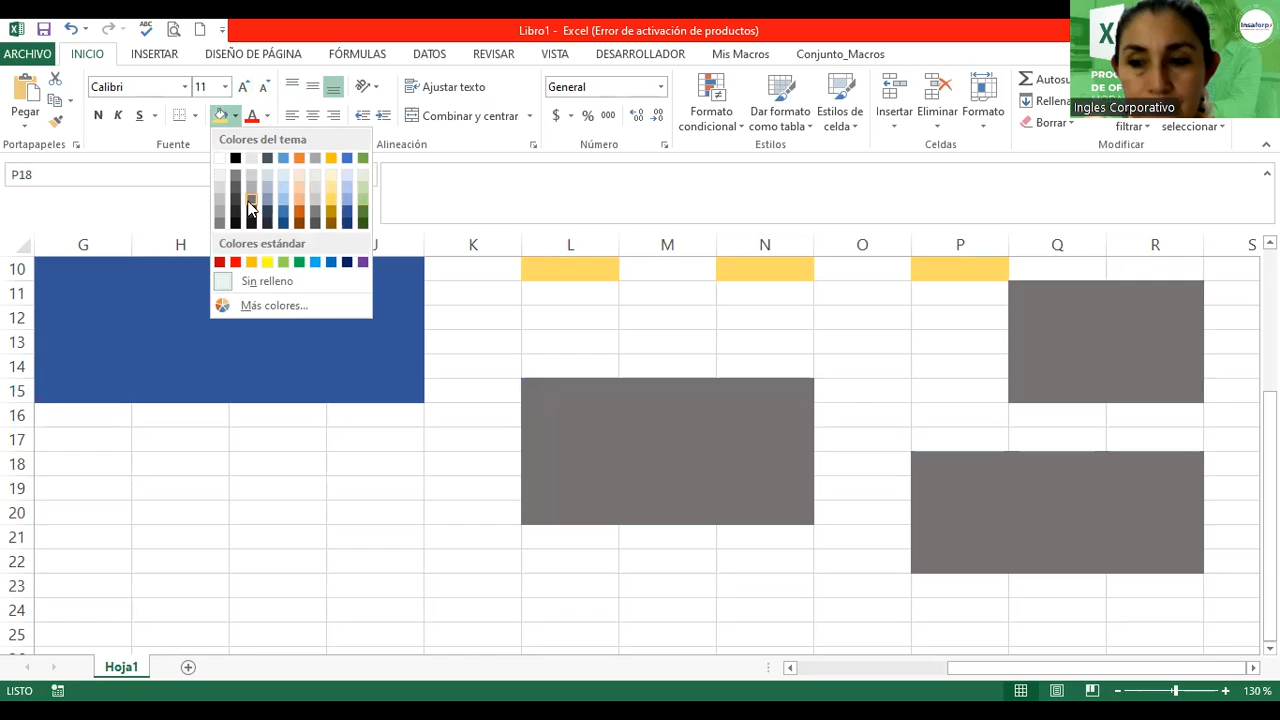 Libro1 - Excel (Error de activación de productos)
ARCHIVO INICIO INSERTAR DISEÑO DE PÁGINA FÓRMULAS DATOS REVISAR VISTA DESARROLLADOR Mis Macros Conjunto_Macros
Insaforp
Ingles Corporativo
Calibri 11 Ajustar texto General
Pegar N K S Combinar y centrar $ % 000
Formato condicional Dar formato como tabla Estilos de celda Insertar Eliminar Formato
Rellena
Borrar
filtrar seleccionar
Portapapeles Fuente Alineación Número Estilos Celdas Modificar
Colores del tema
Colores estándar
Sin relleno
Más colores...
P18
G H J K L M N O P Q R S
10
11
12
13
14
15
16
17
18
19
20
21
22
23
24
25
Hoja1
LISTO 130 %